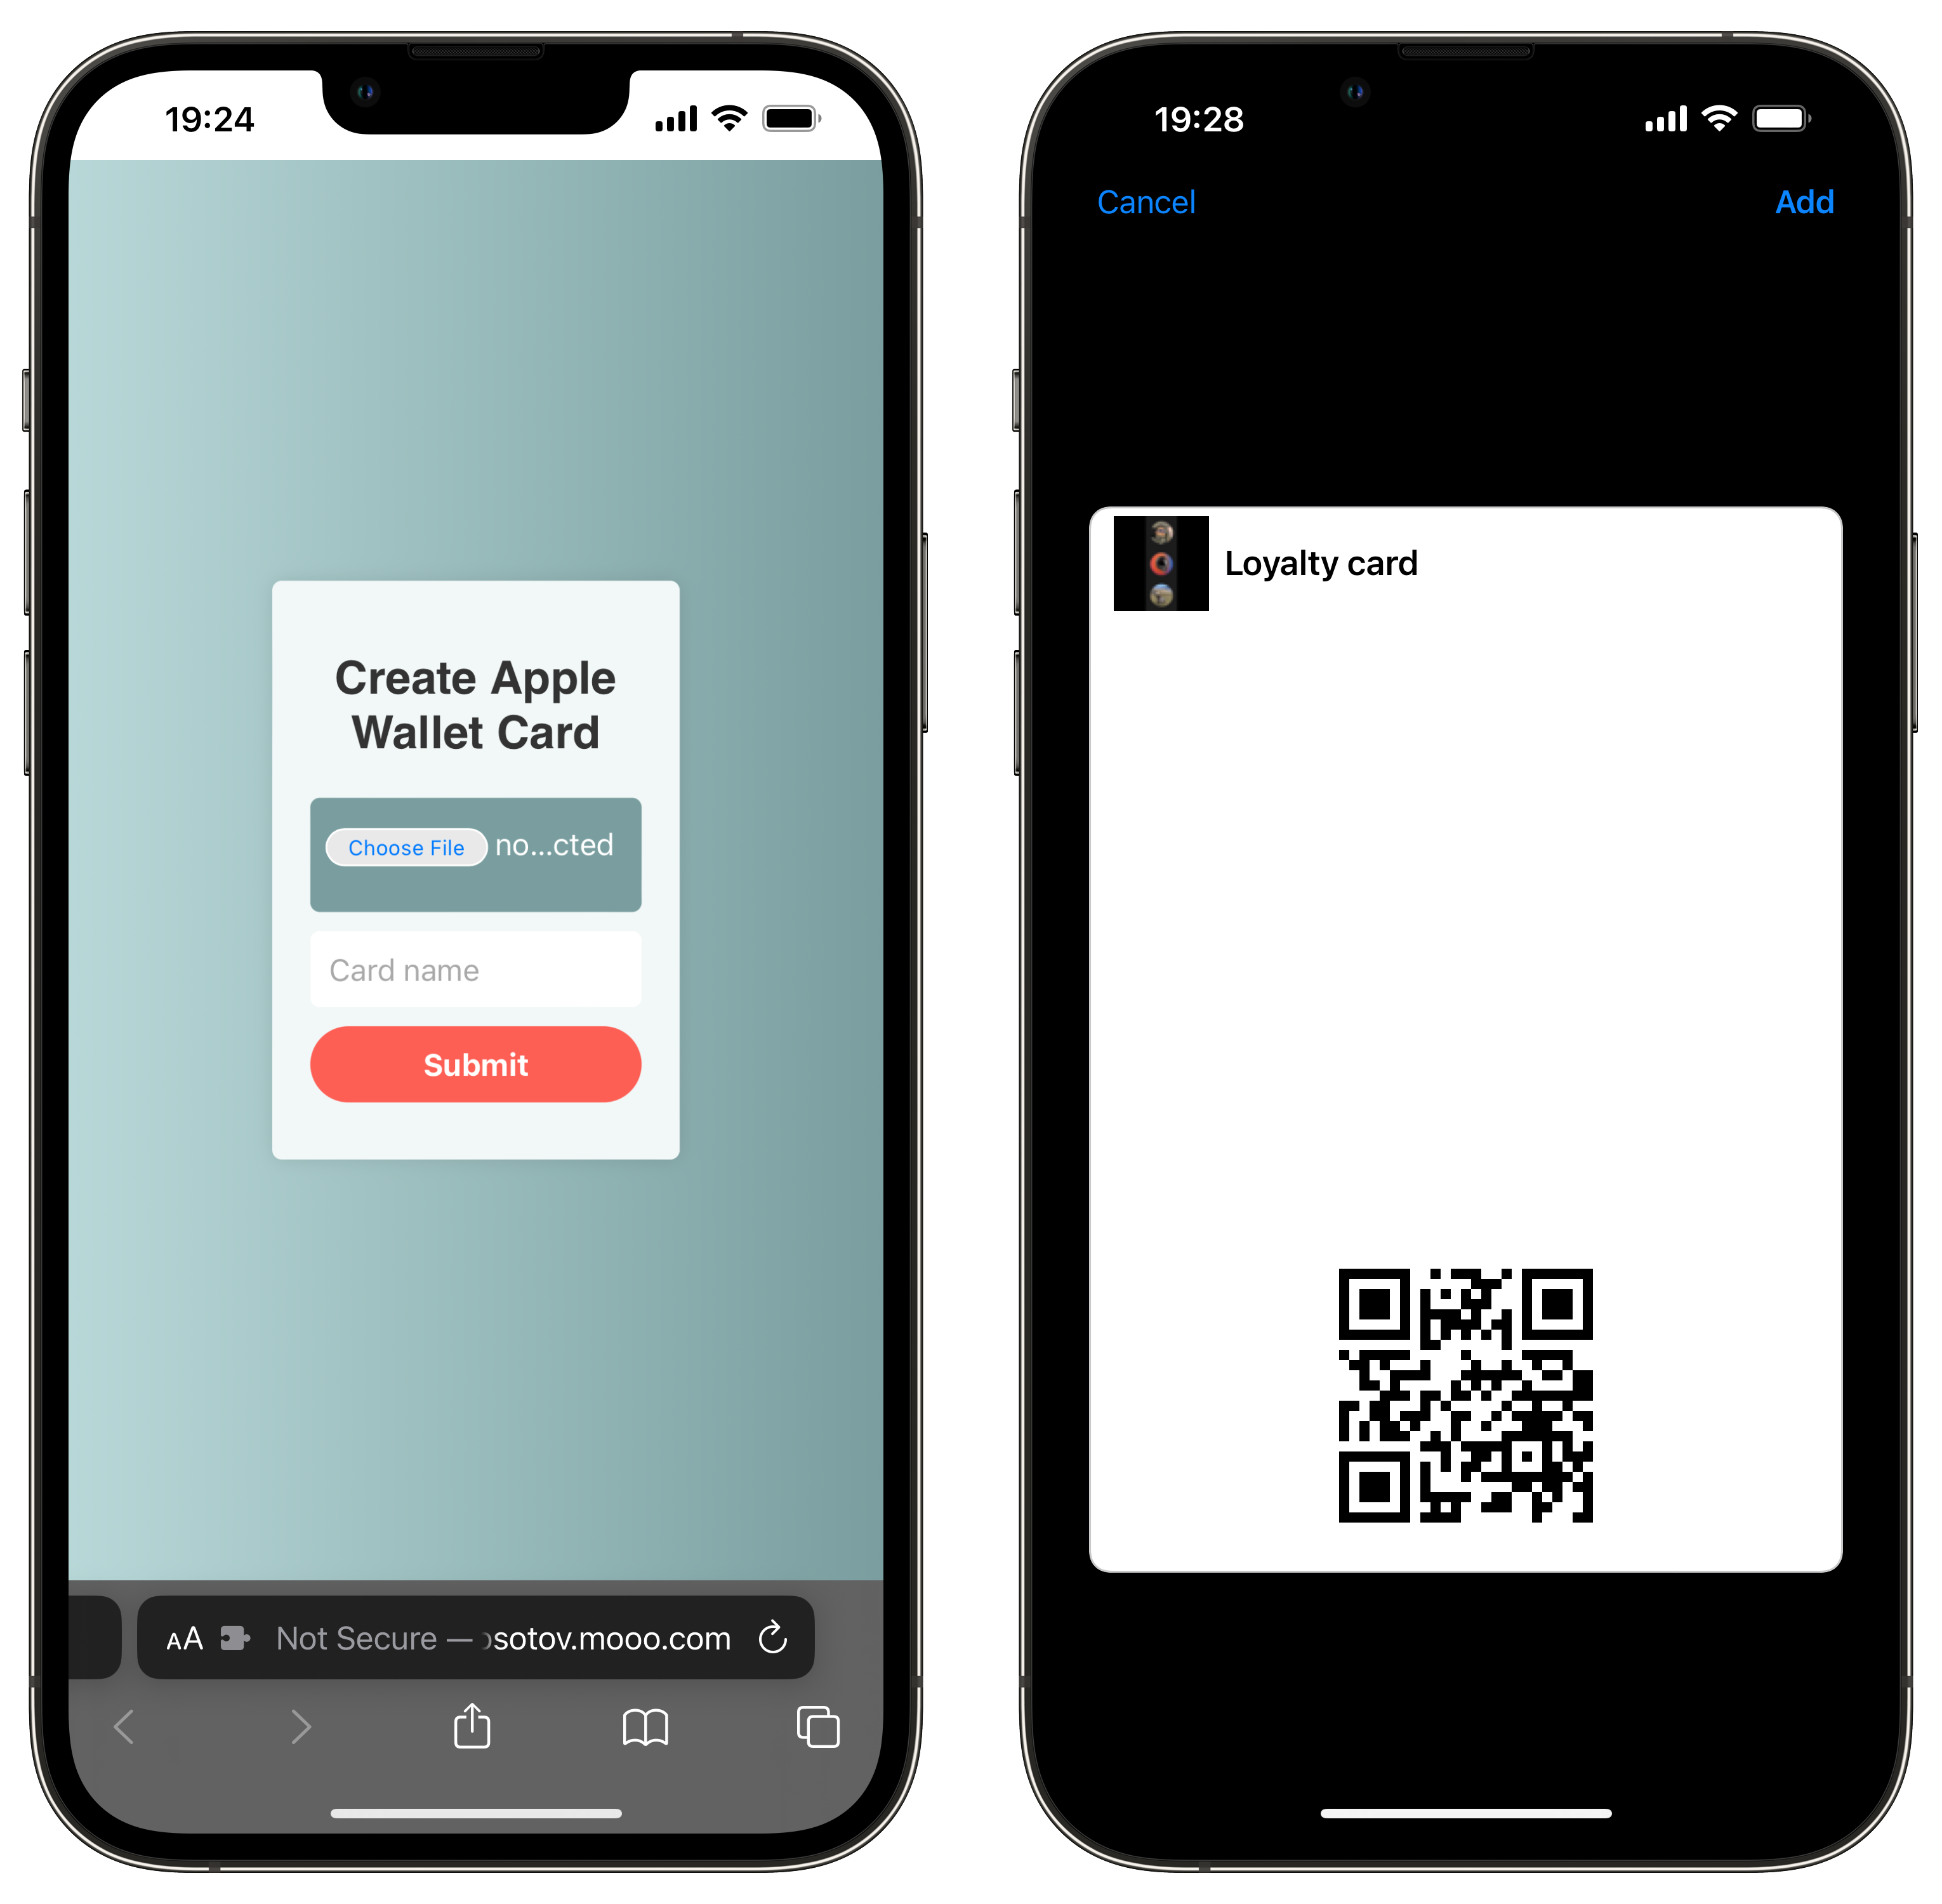 19:24
Create Apple
Wallet Card
Choose File no...cted
Card name
Submit
AA Not Secure — sotov.mooo.com
19:28
Cancel Add
Loyalty card